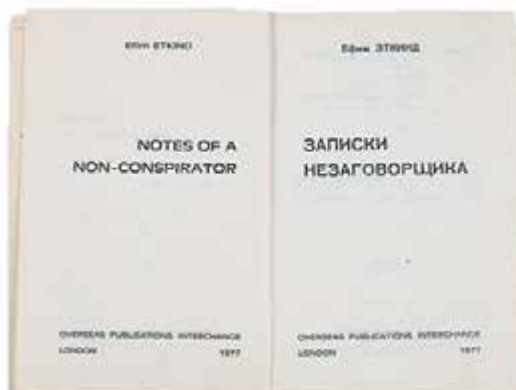 Efim ETKIND
NOTES OF A
NON-CONSPIRATOR
OVERSEAS PUBLICATIONS INTERCHANGE
LONDON 1977
Ефим ЭТКИНД
ЗАПИСКИ
НЕЗАГОВОРЩИКА
OVERSEAS PUBLICATIONS INTERCHANGE
LONDON 1977